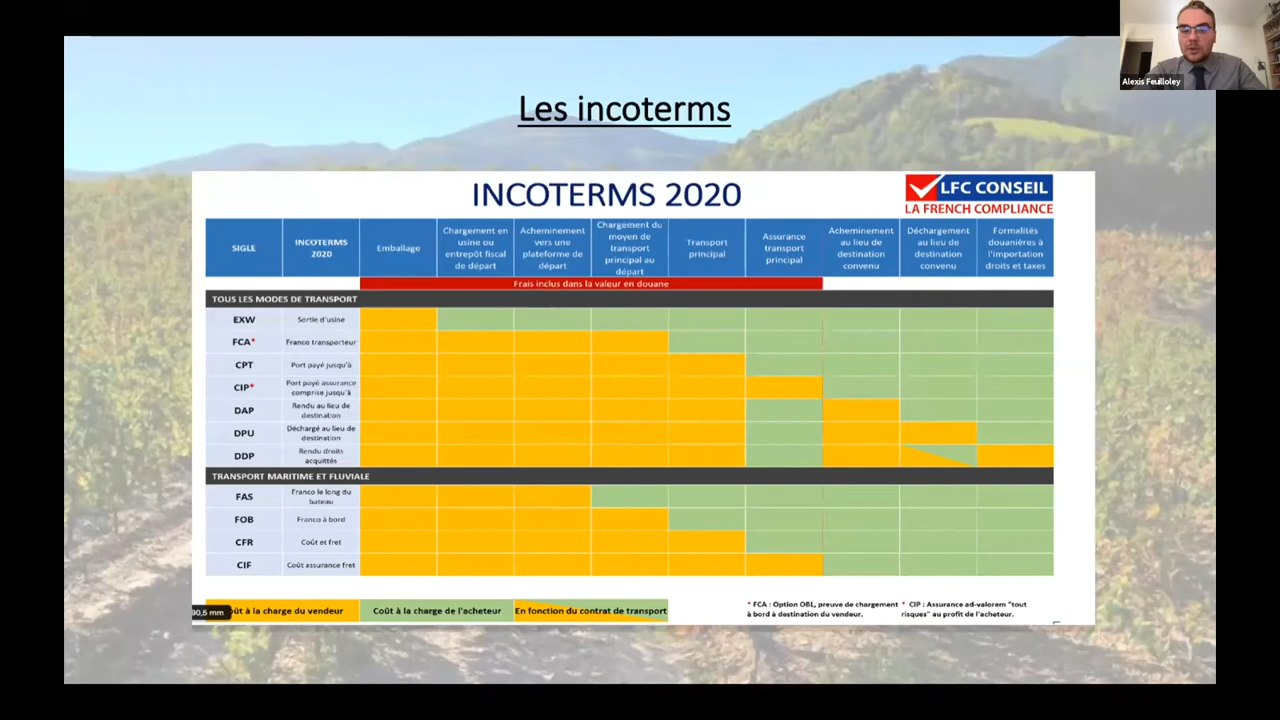 Alexis Feuilloley
Les incoterms
INCOTERMS 2020
LFC CONSEIL
LA FRENCH COMPLIANCE
SIGLE
INCOTERMS
2020
Emballage
Chargement en
usine ou
entrepôt fiscal
de départ
Acheminement
vers une
plateforme de
départ
Chargement du
moyen de
transport
principal au
départ
Transport
principal
Assurance
transport
principal
Acheminement
au lieu de
destination
convenu
Déchargement
au lieu de
destination
convenu
Formalités
douanières à
l'importation
droits et taxes
Frais inclus dans la valeur en douane
TOUS LES MODES DE TRANSPORT
EXW Sortie d'usine
FCA* Franco transporteur
CPT Port payé jusqu'à
CIP* Port payé assurance
comprise jusqu'à
DAP Rendu au lieu de
destination
DPU Déchargé au lieu de
destination
DDP Rendu droits
acquittés
TRANSPORT MARITIME ET FLUVIALE
FAS Franco le long du
bateau
FOB Franco à bord
CFR Coût et fret
CIF Coût assurance fret
90,5 mm
oût à la charge du vendeur
Coût à la charge de l'acheteur
En fonction du contrat de transport
* FCA : Option OBL, preuve de chargement
à bord à destination du vendeur.
* CIP : Assurance ad-valorem "tout
risques" au profit de l'acheteur.